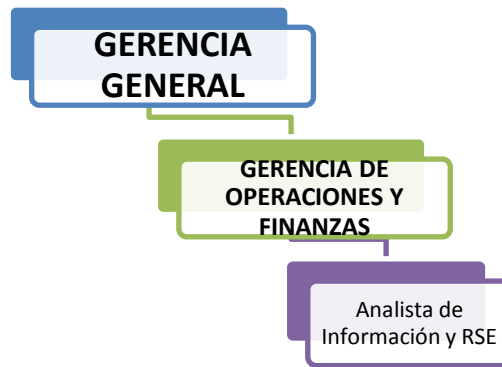 GERENCIA
GENERAL
GERENCIA DE
OPERACIONES Y
FINANZAS
Analista de
Información y RSE